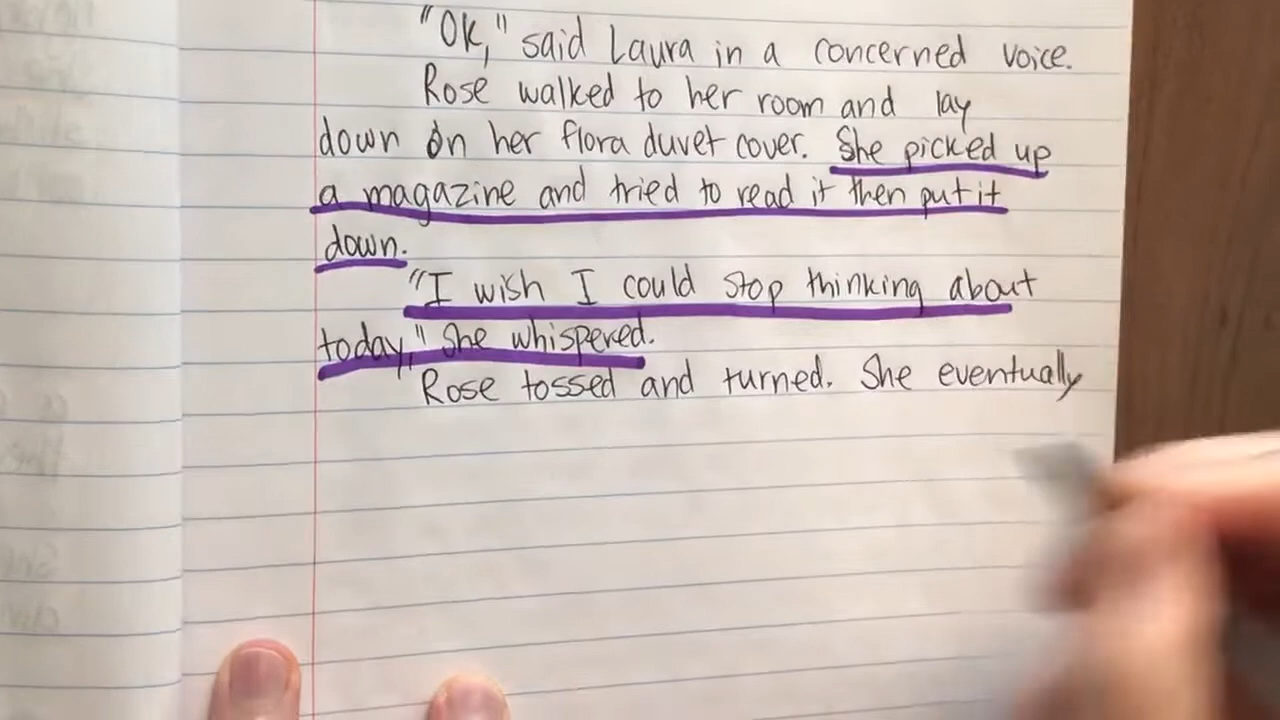 "OK," said Laura in a concerned voice.
Rose walked to her room and lay
down on her flora duvet cover. She picked up
a magazine and tried to read it then put it
down.
"I wish I could stop thinking about
today," she whispered.
Rose tossed and turned. She eventually